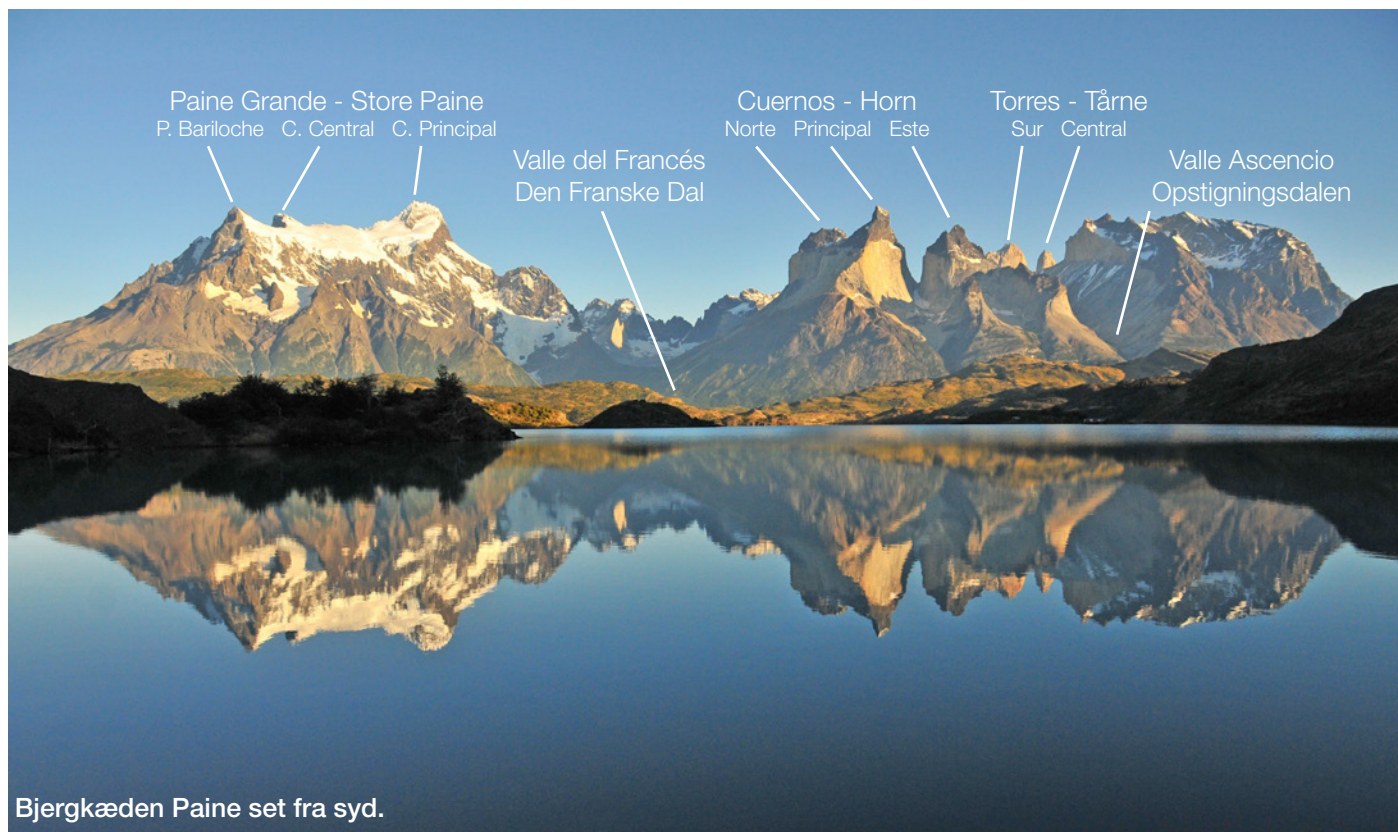 Paine Grande - Store Paine
P. Bariloche C. Central C. Principal
Valle del Francés
Den Franske Dal
Cuernos - Horn
Norte Principal Este
Torres - Tårne
Sur Central
Valle Ascencio
Opstigningsdalen
Bjergkæden Paine set fra syd.